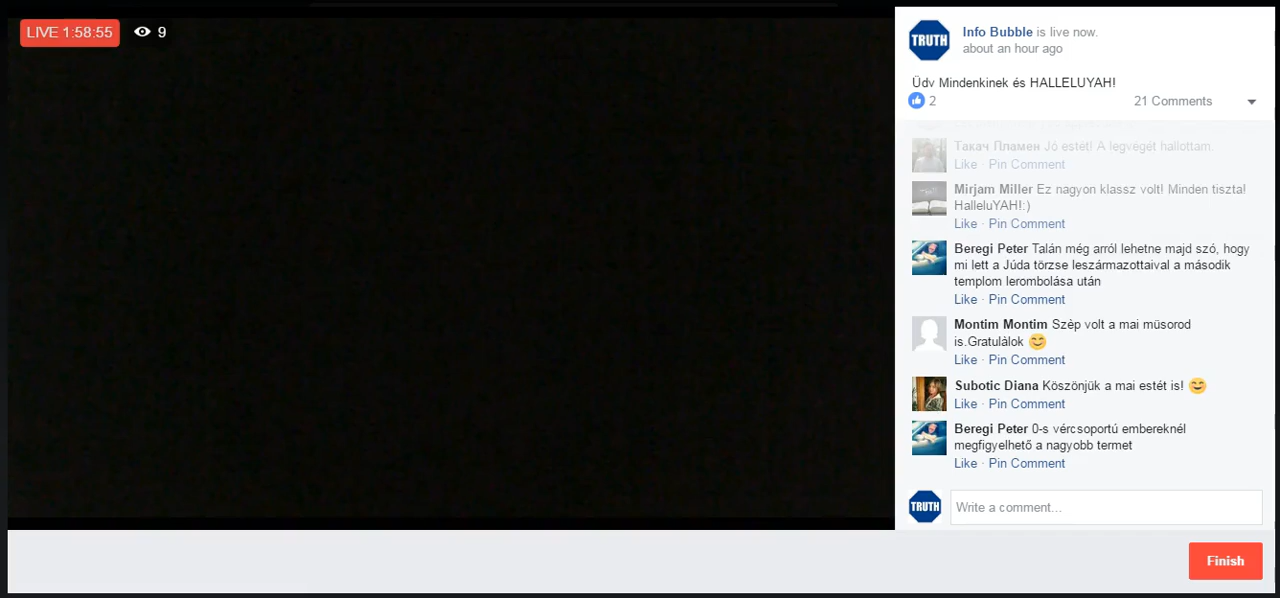 LIVE 1:58:55
9
TRUTH
Info Bubble is live now.
about an hour ago
Üdv Mindenkinek és HALLELUYAH!
2
21 Comments
Такач Пламен Jó estét! A legvégét hallottam.
Like · Pin Comment
Mirjam Miller Ez nagyon klassz volt! Minden tiszta!
HalleluYAH!:)
Like · Pin Comment
Beregi Peter Talán még arról lehetne majd szó, hogy
mi lett a Júda törzse leszármazottaival a második
templom lerombolása után
Like · Pin Comment
Montim Montim Szèp volt a mai müsorod
is.Gratulàlok 😊
Like · Pin Comment
Subotic Diana Köszönjük a mai estét is! 😄
Like · Pin Comment
Beregi Peter 0-s vércsoportú embereknél
megfigyelhető a nagyobb termet
Like · Pin Comment
TRUTH
Write a comment...
Finish